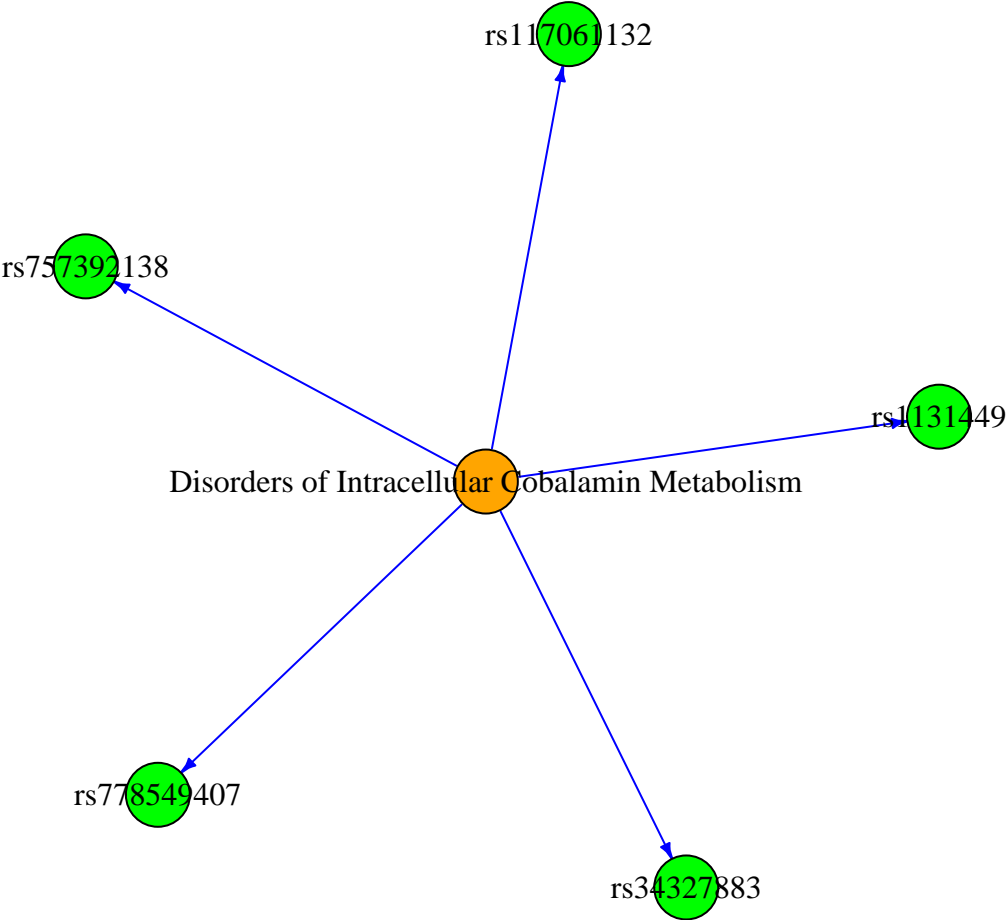 rs117061132
rs757392138
rs1131449
Disorders of Intracellular Cobalamin Metabolism
rs778549407
rs34327883